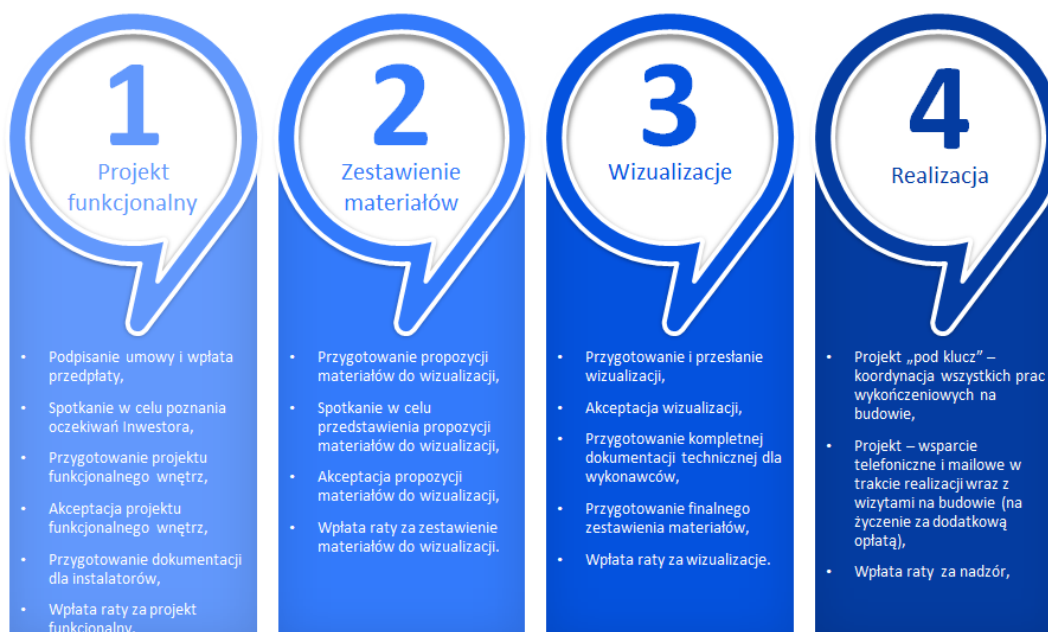 1
Projekt
funkcjonalny
• Podpisanie umowy i wpłata
przedpłaty,
• Spotkanie w celu poznania
oczekiwań Inwestora,
• Przygotowanie projektu
funkcjonalnego wnętrz,
• Akceptacja projektu
funkcjonalnego wnętrz,
• Przygotowanie dokumentacji
dla instalatorów,
• Wpłata raty za projekt
funkcjonalny.
2
Zestawienie
materiałów
• Przygotowanie propozycji
materiałów do wizualizacji,
• Spotkanie w celu
przedstawienia propozycji
materiałów do wizualizacji,
• Akceptacja propozycji
materiałów do wizualizacji,
• Wpłata raty za zestawienie
materiałów do wizualizacji.
3
Wizualizacje
• Przygotowanie i przesłanie
wizualizacji,
• Akceptacja wizualizacji,
• Przygotowanie kompletnej
dokumentacji technicznej dla
wykonawców,
• Przygotowanie finalnego
zestawienia materiałów,
• Wpłata raty za wizualizacje.
4
Realizacja
• Projekt „pod klucz” –
koordynacja wszystkich prac
wykończeniowych na
budowie,
• Projekt – wsparcie
telefoniczne i mailowe w
trakcie realizacji wraz z
wizytami na budowie (na
życzenie za dodatkową
opłatą),
• Wpłata raty za nadzór,